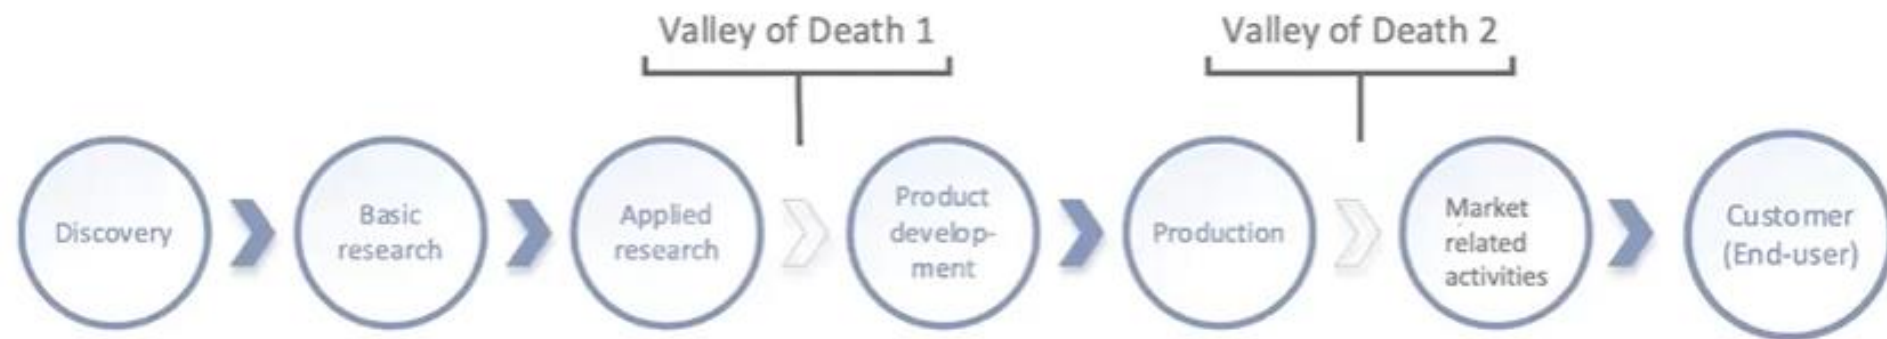 Valley of Death 1
Valley of Death 2
Discovery
Basic
research
Applied
research
Product
develop-
ment
Production
Market
related
activities
Customer
(End-user)